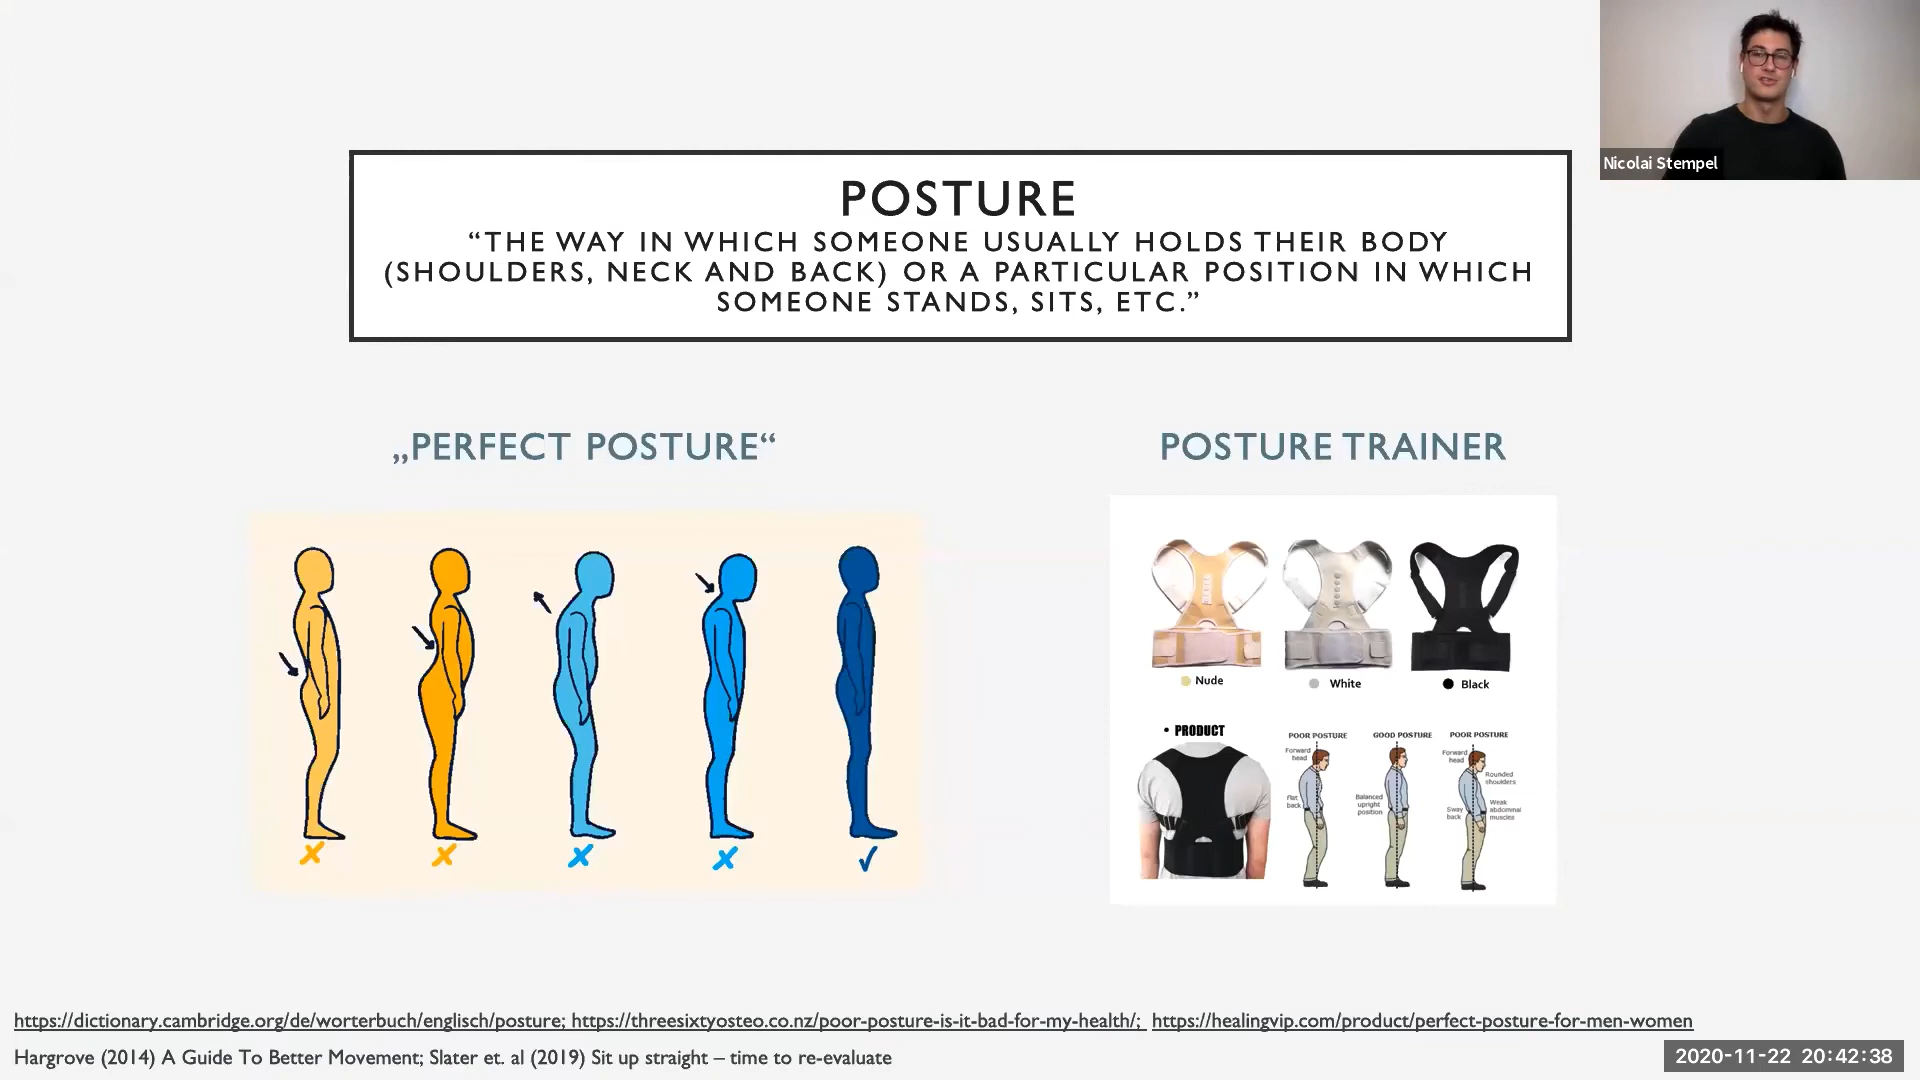 Nicolai Stempel
POSTURE
“THE WAY IN WHICH SOMEONE USUALLY HOLDS THEIR BODY
(SHOULDERS, NECK AND BACK) OR A PARTICULAR POSITION IN WHICH
SOMEONE STANDS, SITS, ETC.”
„PERFECT POSTURE“
POSTURE TRAINER
Nude
White
Black
• PRODUCT
POOR POSTURE
GOOD POSTURE
POOR POSTURE
Forward
head
Flat
back
Balanced
upright
position
Forward
head
Rounded
shoulders
Sway
back
Weak
abdominal
muscles
https://dictionary.cambridge.org/de/worterbuch/englisch/posture; https://threesixtyosteo.co.nz/poor-posture-is-it-bad-for-my-health/; https://healingvip.com/product/perfect-posture-for-men-women
Hargrove (2014) A Guide To Better Movement; Slater et. al (2019) Sit up straight – time to re-evaluate
2020-11-22 20:42:38